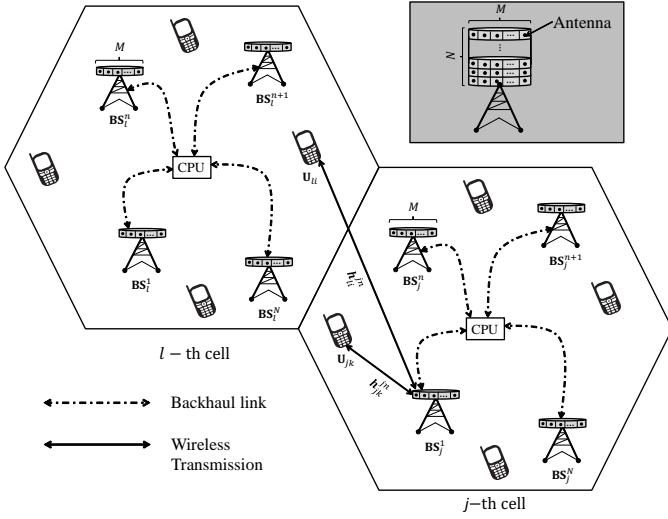 M
Antenna
N
...
M
BS_l^n
BS_l^{n+1}
CPU
U_{li}
BS_l^1
BS_l^N
l – th cell
h_{li}^{jn}
M
BS_j^n
BS_j^{n+1}
CPU
U_{jk}
h_{jk}^{jn}
BS_j^1
BS_j^N
j–th cell
Backhaul link
Wireless
Transmission